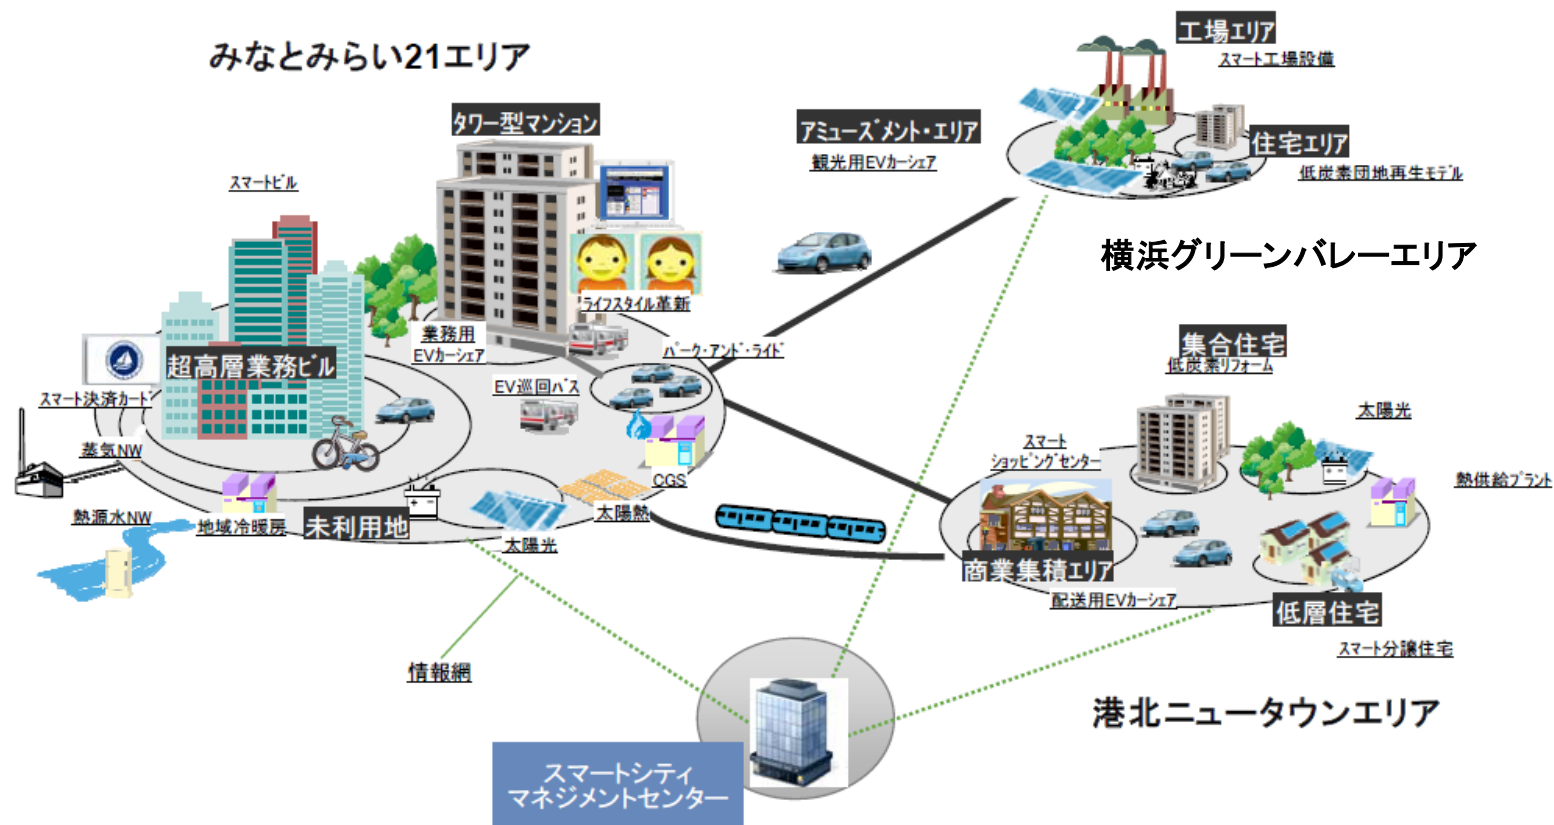 みなとみらい21エリア
工場エリア
スマート工場設備
タワー型マンション
アミューズメント・エリア
観光用EVカーシェア
住宅エリア
低炭素団地再生モデル
スマートビル
横浜グリーンバレーエリア
ライフスタイル革新
業務用
EVカーシェア
パーク・アンド・ライド
超高層業務ビル
EV巡回バス
スマート決済カード
蒸気NW
集合住宅
低炭素リフォーム
太陽光
スマート
ショッピングセンター
CGS
熱供給プラント
熱源水NW
地域冷暖房
未利用地
太陽熱
太陽光
商業集積エリア
配送用EVカーシェア
低層住宅
スマート分譲住宅
情報網
港北ニュータウンエリア
スマートシティ
マネジメントセンター